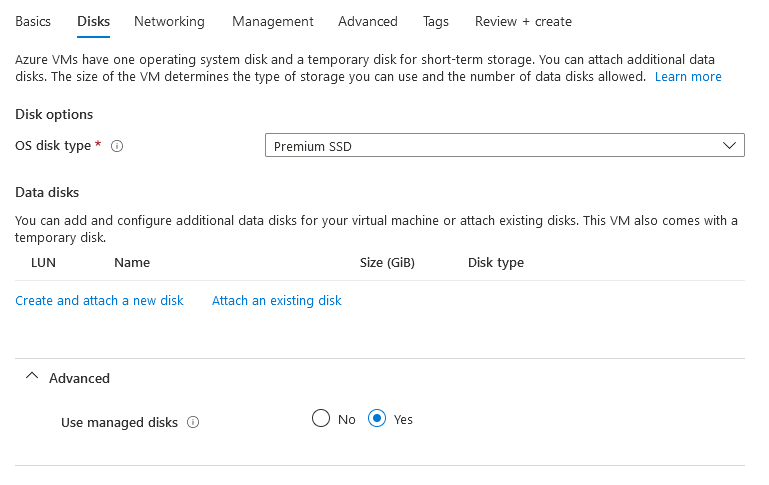 Basics Disks Networking Management Advanced Tags Review + create
Azure VMs have one operating system disk and a temporary disk for short-term storage. You can attach additional data
disks. The size of the VM determines the type of storage you can use and the number of data disks allowed. Learn more
Disk options
OS disk type *
Premium SSD
Data disks
You can add and configure additional data disks for your virtual machine or attach existing disks. This VM also comes with a
temporary disk.
LUN Name Size (GiB) Disk type
Create and attach a new disk Attach an existing disk
Advanced
Use managed disks No Yes